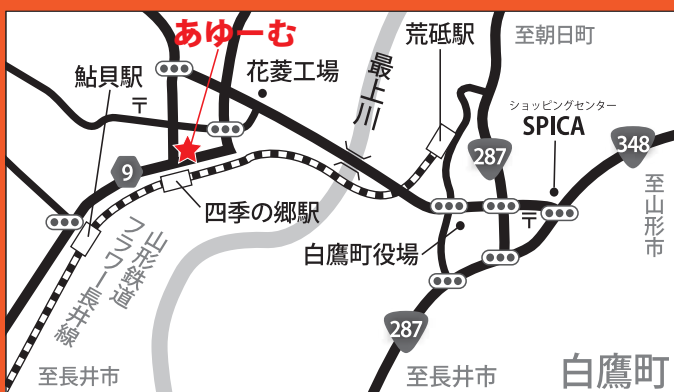 あゆーむ
荒砥駅
至朝日町
鮎貝駅
花菱工場
最上川
〒
ショッピングセンター
SPICA
348
287
9
至山形市
四季の郷駅
〒
白鷹町役場
山形鉄道
フラワー長井線
287
白鷹町
至長井市
至長井市